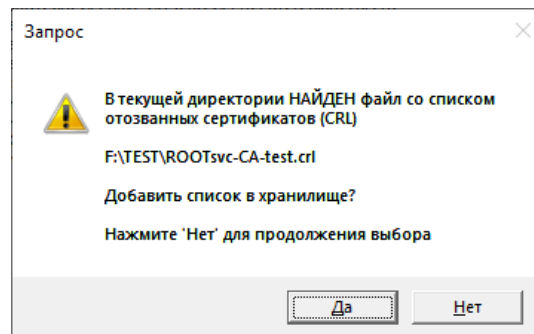 Запрос
В текущей директории НАЙДЕН файл со списком
отозванных сертификатов (CRL)
F:\TEST\ROOTsvc-CA-test.crl
Добавить список в хранилище?
Нажмите 'Нет' для продолжения выбора
Да
Нет